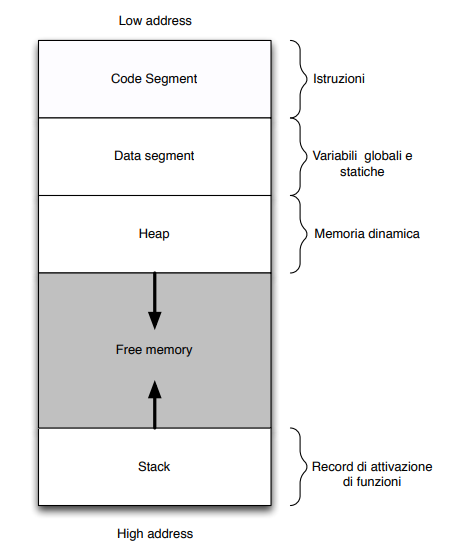 Low address
Code Segment
Istruzioni
Data segment
Variabili globali e
statiche
Heap
Memoria dinamica
Free memory
Stack
Record di attivazione
di funzioni
High address